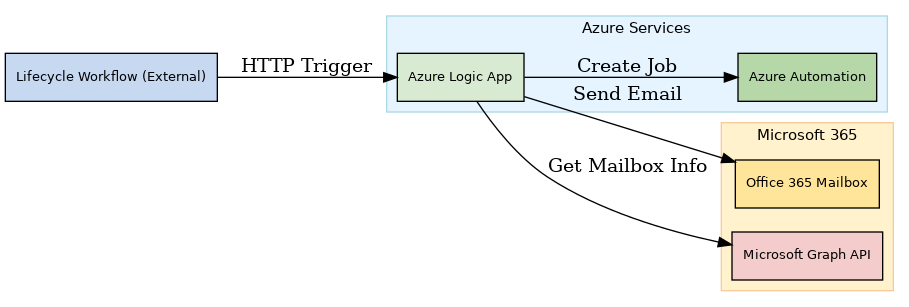 Azure Services
Lifecycle Workflow (External)
HTTP Trigger
Azure Logic App
Create Job
Azure Automation
Send Email
Microsoft 365
Get Mailbox Info
Office 365 Mailbox
Microsoft Graph API